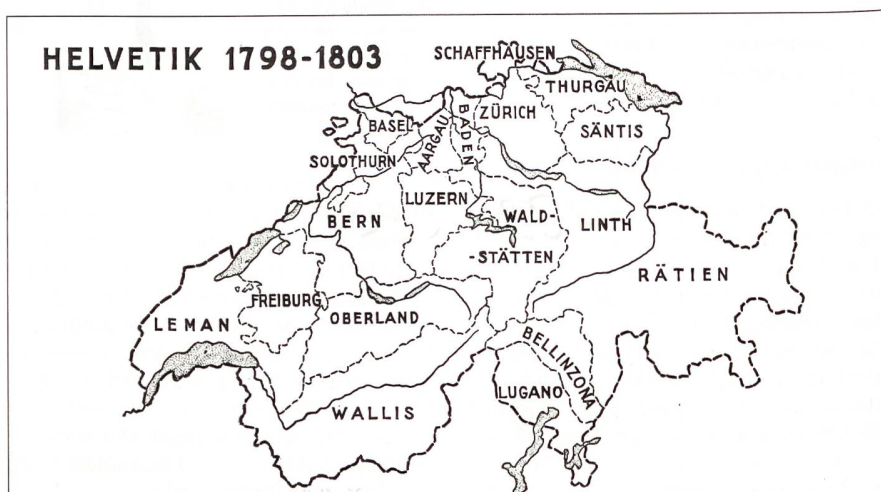 HELVETIK 1798-1803
SCHAFFHAUSEN
THURGAU
BASEL
AARGAU
BADEN
ZÜRICH
SÄNTIS
SOLOTHURN
BERN
LUZERN
WALD-
-STÄTTEN
LINTH
RÄTIEN
LEMAN
FREIBURG
OBERLAND
BELLINZONA
LUGANO
WALLIS